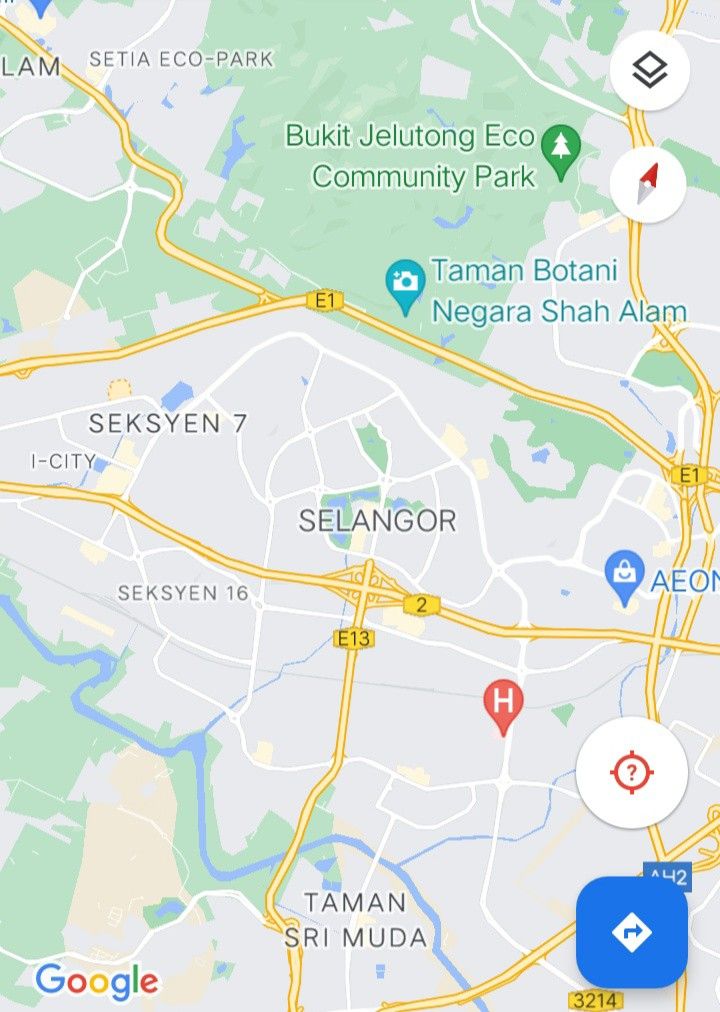 LAM
SETIA ECO-PARK
Bukit Jelutong Eco
Community Park
Taman Botani
Negara Shah Alam
E1
SEKSYEN 7
I-CITY
E1
SELANGOR
SEKSYEN 16
AEON
2
E13
H
?
AH2
TAMAN
SRI MUDA
Google
3214